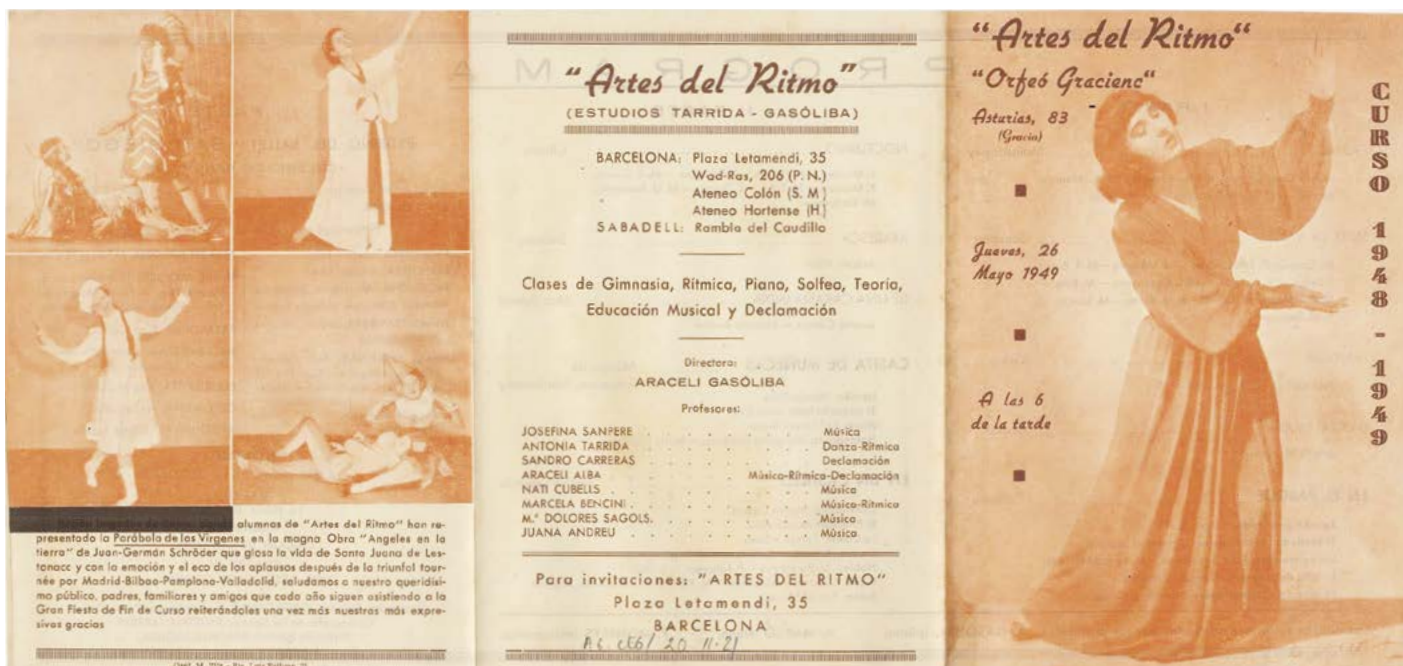 alumnas de "Artes del Ritmo" han re-
presentado la Parábola de las Vírgenes en la magna Obra "Angeles en la
tierra" de Juan-Germán Schröder que glosa la vida de Santa Juana de Les-
tonacc y con la emoción y el eco de los aplausos después de la triunfal tour-
née por Madrid-Bilbao-Pamplona-Valladolid, saludamos a nuestro queridísi-
mo público, padres, familiares y amigos que cada año siguen asistiendo a la
Gran Fiesta de Fin de Curso reiterándoles una vez más nuestras más expre-
sivas gracias
"Artes del Ritmo"
(ESTUDIOS TARRIDA - GASÓLIBA)
BARCELONA: Plaza Letamendi, 35
Wad-Ras, 206 (P. N.)
Ateneo Colón (S. M.)
Ateneo Hortense (H.)
SABADELL: Rambla del Caudillo
Clases de Gimnasia, Rítmica, Piano, Solfeo, Teoría,
Educación Musical y Declamación
Directora:
ARACELI GASÓLIBA
Profesores:
JOSEFINA SANPERE . . . . . . . Música
ANTONIA TARRIDA . . . . . . . Danza-Rítmica
SANDRO CARRERAS . . . . . . . Declamación
ARACELI ALBA . . . . Música-Rítmica-Declamación
NATI CUBELLS . . . . . . . Música
MARCELA BENCINI . . . . . . . Música-Rítmica
M.ª DOLORES SAGOLS. . . . . . . Música
JUANA ANDREU . . . . . . . Música
Para invitaciones: "ARTES DEL RITMO"
Plaza Letamendi, 35
BARCELONA
"Artes del Ritmo"
"Orfeó Gracienc"
Asturias, 83
(Gracia)
Jueves, 26
Mayo 1949
A las 6
de la tarde
CURSO 1948 - 1949